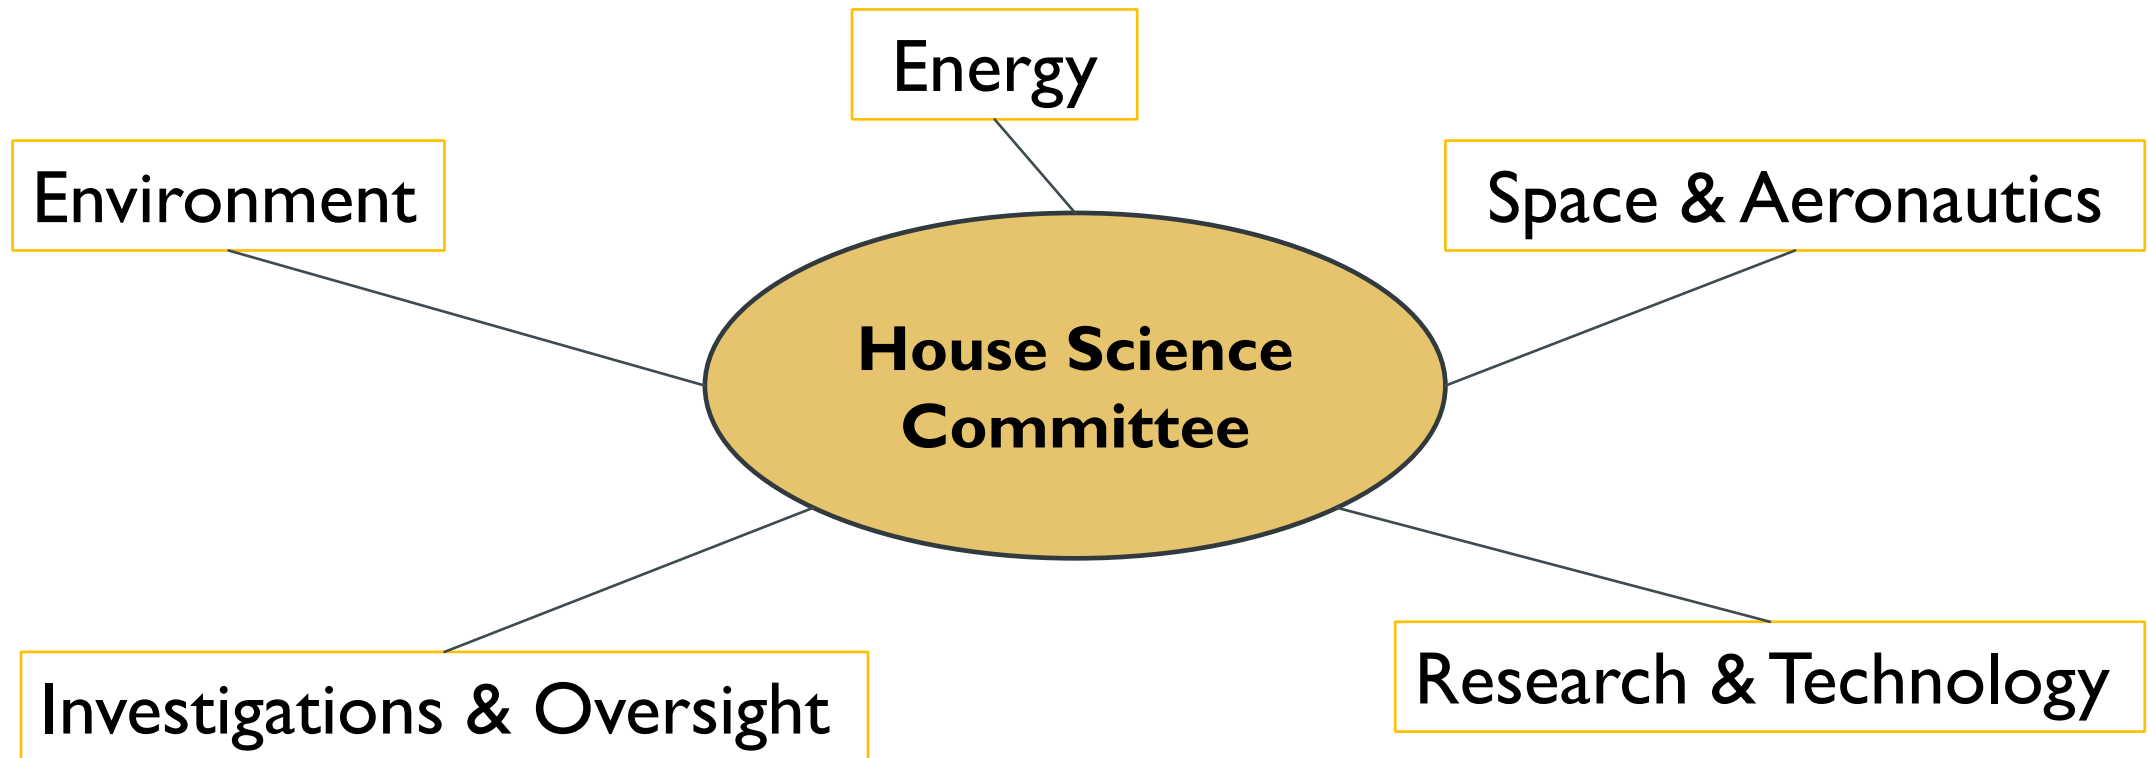 Energy
Environment
Space & Aeronautics
House Science
Committee
Research & Technology
Investigations & Oversight